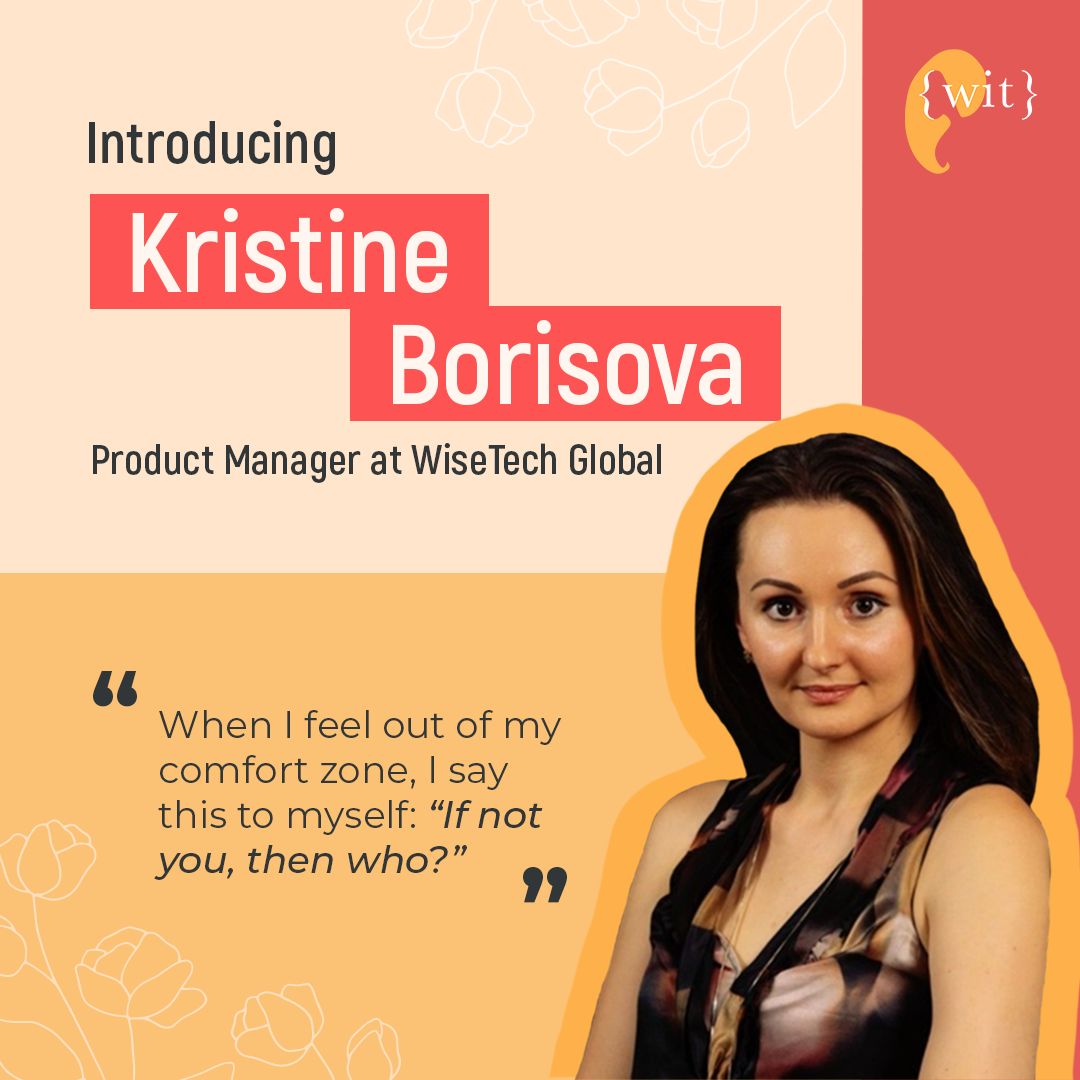 {wit}
Introducing
Kristine
Borisova
Product Manager at WiseTech Global
“
When I feel out of my
comfort zone, I say
this to myself: “If not
you, then who?”
”